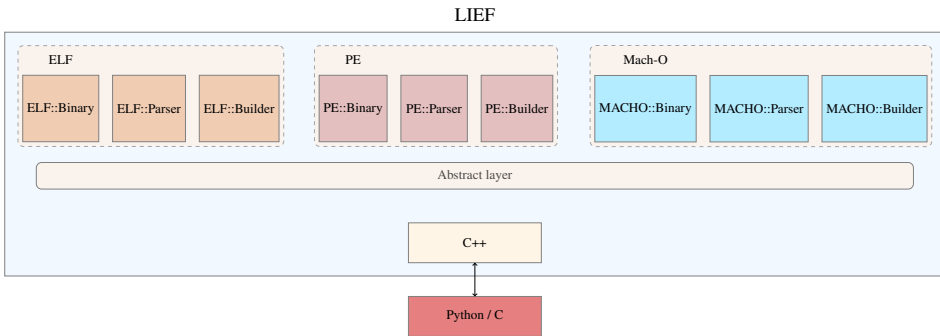 LIEF
ELF
ELF::Binary
ELF::Parser
ELF::Builder
PE
PE::Binary
PE::Parser
PE::Builder
Mach-O
MACHO::Binary
MACHO::Parser
MACHO::Builder
Abstract layer
C++
Python / C